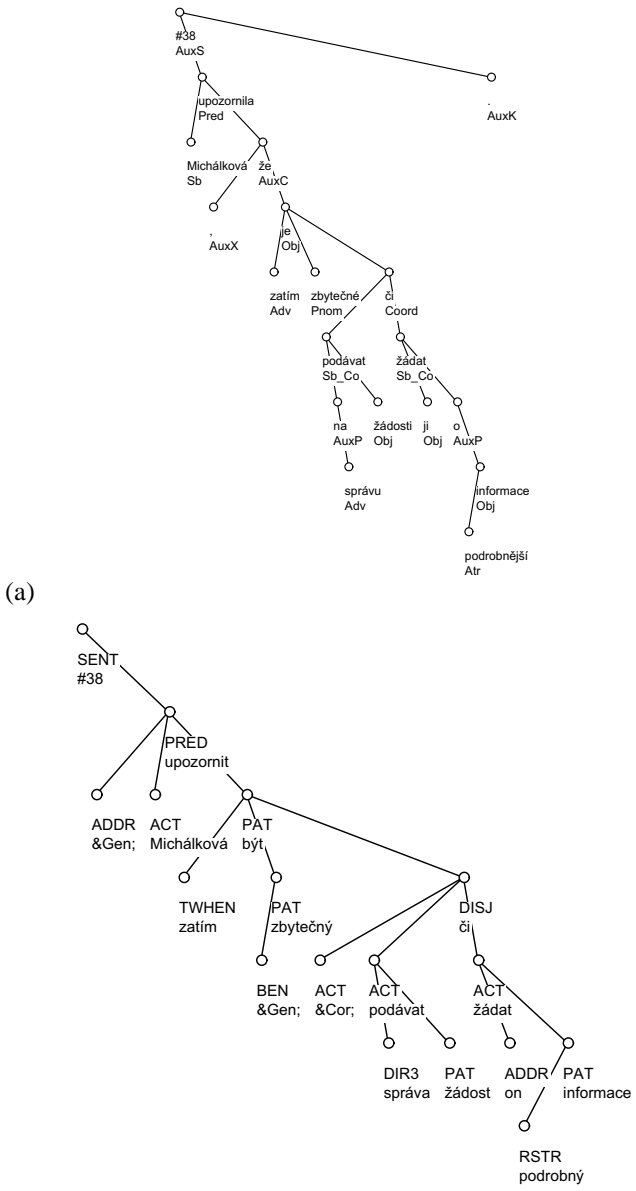 #38
AuxS
upozornila
Pred
.
AuxK
Michálková
Sb
že
AuxC
,
AuxX
je
Obj
zatím
Adv
zbytečné
Pnom
či
Coord
podávat
Sb_Co
žádat
Sb_Co
na
AuxP
žádosti
Obj
ji
Obj
o
AuxP
správu
Adv
informace
Obj
podrobnější
Atr
(a)
SENT
#38
PRED
upozornit
ADDR
&Gen;
ACT
Michálková
PAT
být
TWHEN
zatím
PAT
zbytečný
DISJ
či
BEN
&Gen;
ACT
&Cor;
ACT
podávat
ACT
žádat
DIR3
správa
PAT
žádost
ADDR
on
PAT
informace
RSTR
podrobný